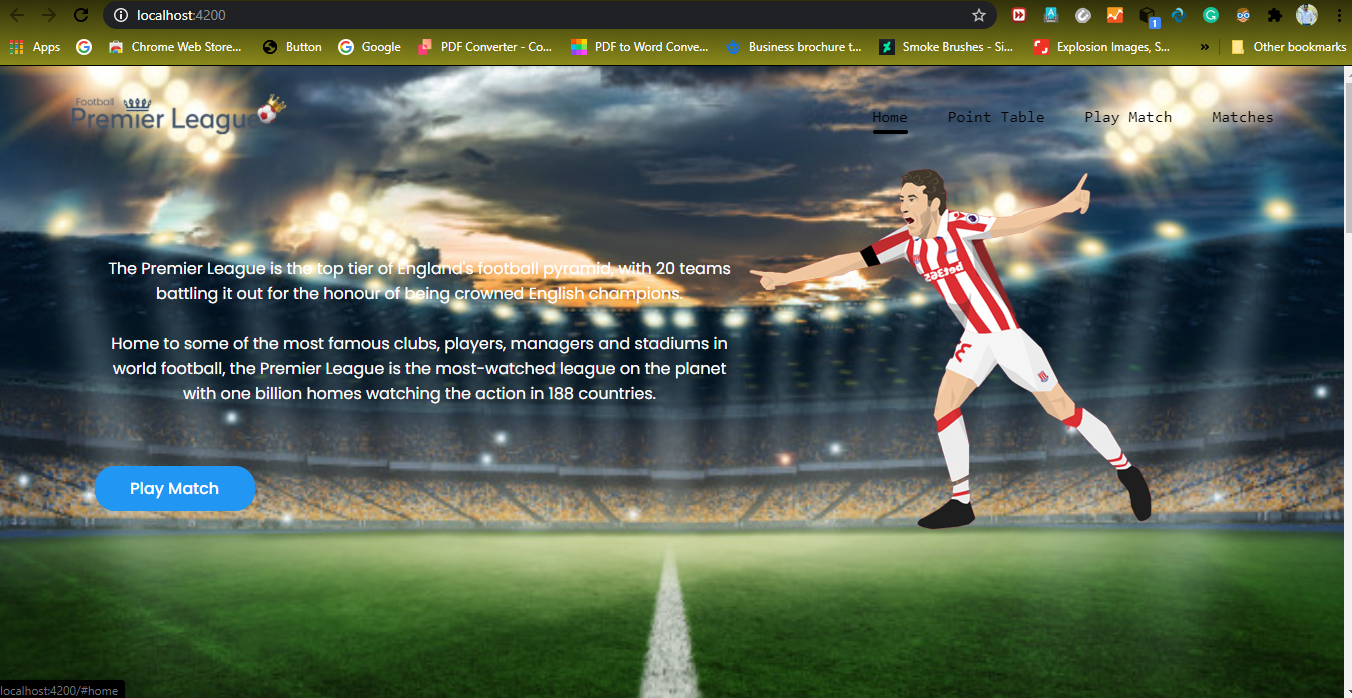 localhost:4200
1
Apps
Chrome Web Store...
Button
Google
PDF Converter - Co...
PDF to Word Conve...
Business brochure t...
Smoke Brushes - Si...
Explosion Images, S...
»
Other bookmarks
Football
Premier League
Home
Point Table
Play Match
Matches
bet365
The Premier League is the top tier of England's football pyramid, with 20 teams
battling it out for the honour of being crowned English champions.
Home to some of the most famous clubs, players, managers and stadiums in
world football, the Premier League is the most-watched league on the planet
with one billion homes watching the action in 188 countries.
3
Play Match
localhost:4200/#home